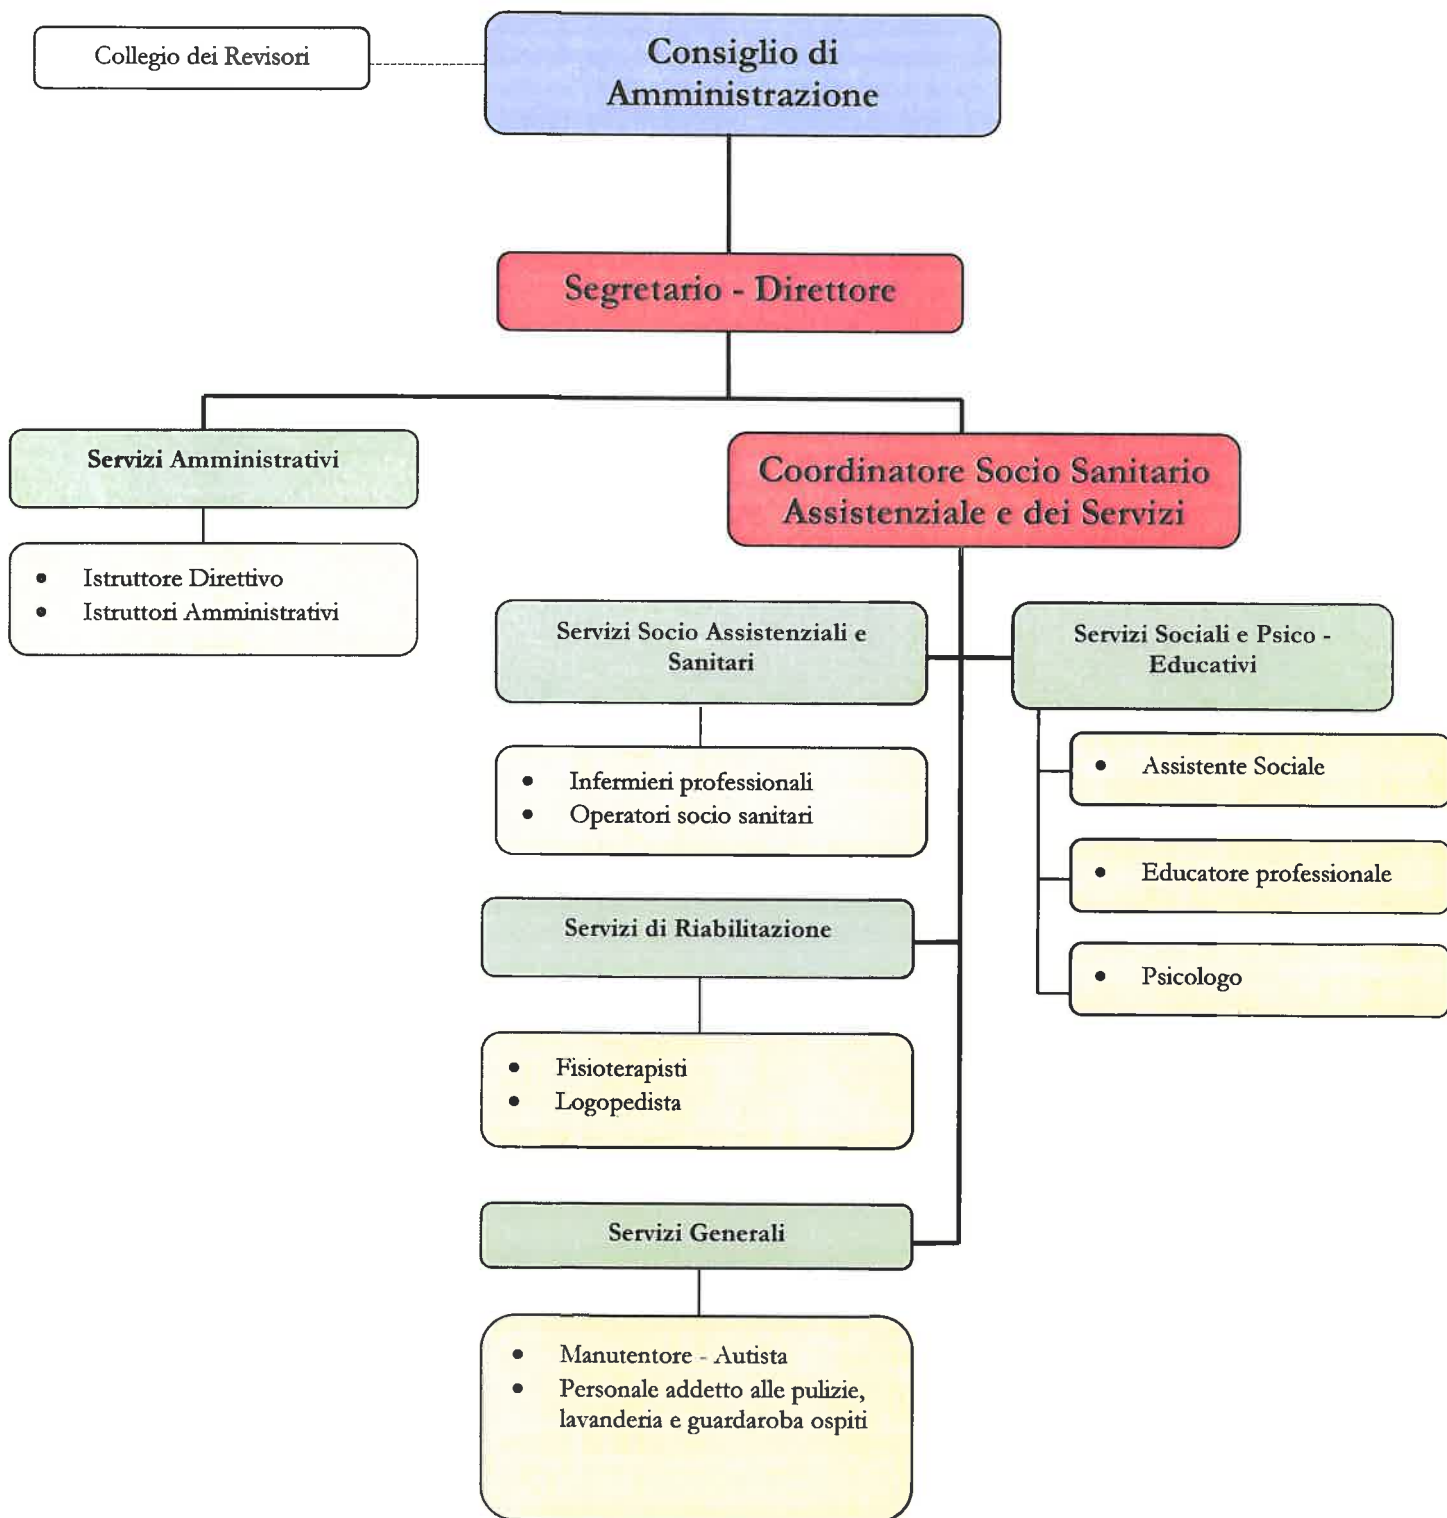 Collegio dei Revisori
Consiglio di
Amministrazione
Segretario - Direttore
Servizi Amministrativi
• Istruttore Direttivo
• Istruttori Amministrativi
Coordinatore Socio Sanitario
Assistenziale e dei Servizi
Servizi Socio Assistenziali e
Sanitari
• Infermieri professionali
• Operatori socio sanitari
Servizi Sociali e Psico -
Educativi
• Assistente Sociale
• Educatore professionale
• Psicologo
Servizi di Riabilitazione
• Fisioterapisti
• Logopedista
Servizi Generali
• Manutentore - Autista
• Personale addetto alle pulizie,
lavanderia e guardaroba ospiti